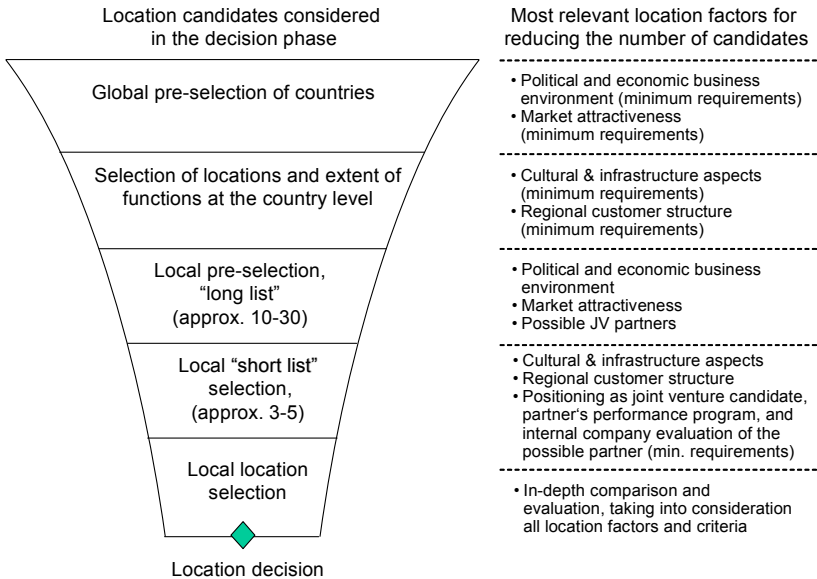 Location candidates considered
in the decision phase
Most relevant location factors for
reducing the number of candidates
Global pre-selection of countries
• Political and economic business
environment (minimum requirements)
• Market attractiveness
(minimum requirements)
Selection of locations and extent of
functions at the country level
• Cultural & infrastructure aspects
(minimum requirements)
• Regional customer structure
(minimum requirements)
Local pre-selection,
“long list”
(approx. 10-30)
• Political and economic business
environment
• Market attractiveness
• Possible JV partners
Local “short list”
selection,
(approx. 3-5)
• Cultural & infrastructure aspects
• Regional customer structure
• Positioning as joint venture candidate,
partner‘s performance program, and
internal company evaluation of the
possible partner (min. requirements)
Local location
selection
• In-depth comparison and
evaluation, taking into consideration
all location factors and criteria
Location decision